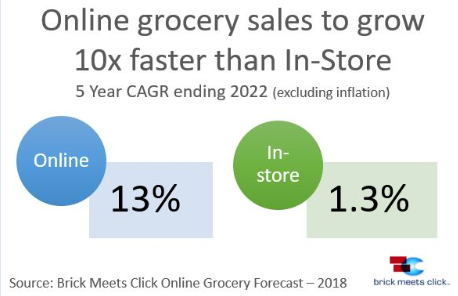 Online grocery sales to grow
10x faster than In-Store
5 Year CAGR ending 2022 (excluding inflation)
Online
13%
In-
store
1.3%
Source: Brick Meets Click Online Grocery Forecast – 2018
brick meets click.